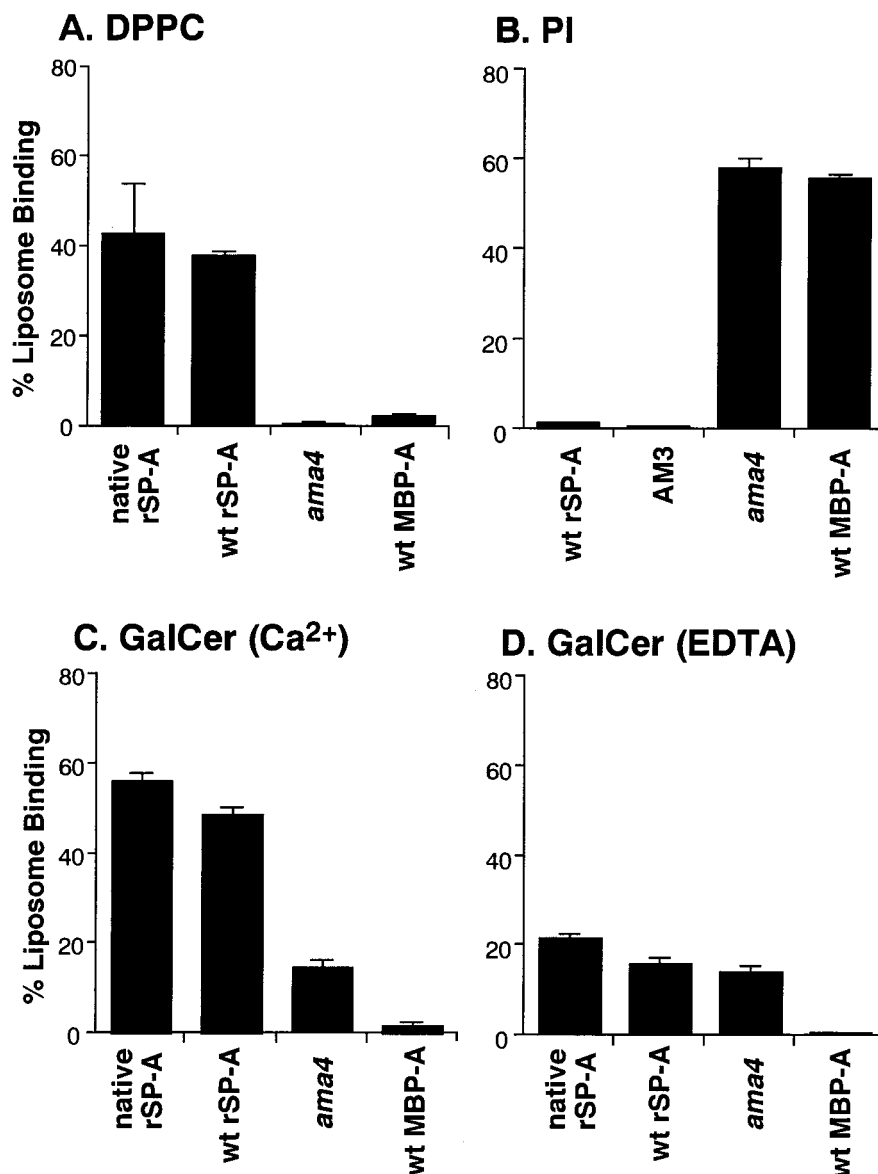 A. DPPC
% Liposome Binding
80
60
40
20
0
native
rSP-A
wt rSP-A
ama4
wt MBP-A
B. PI
80
60
40
20
0
wt rSP-A
AM3
ama4
wt MBP-A
C. GalCer (Ca2+)
% Liposome Binding
80
60
40
20
0
native
rSP-A
wt rSP-A
ama4
wt MBP-A
D. GalCer (EDTA)
80
60
40
20
0
native
rSP-A
wt rSP-A
ama4
wt MBP-A